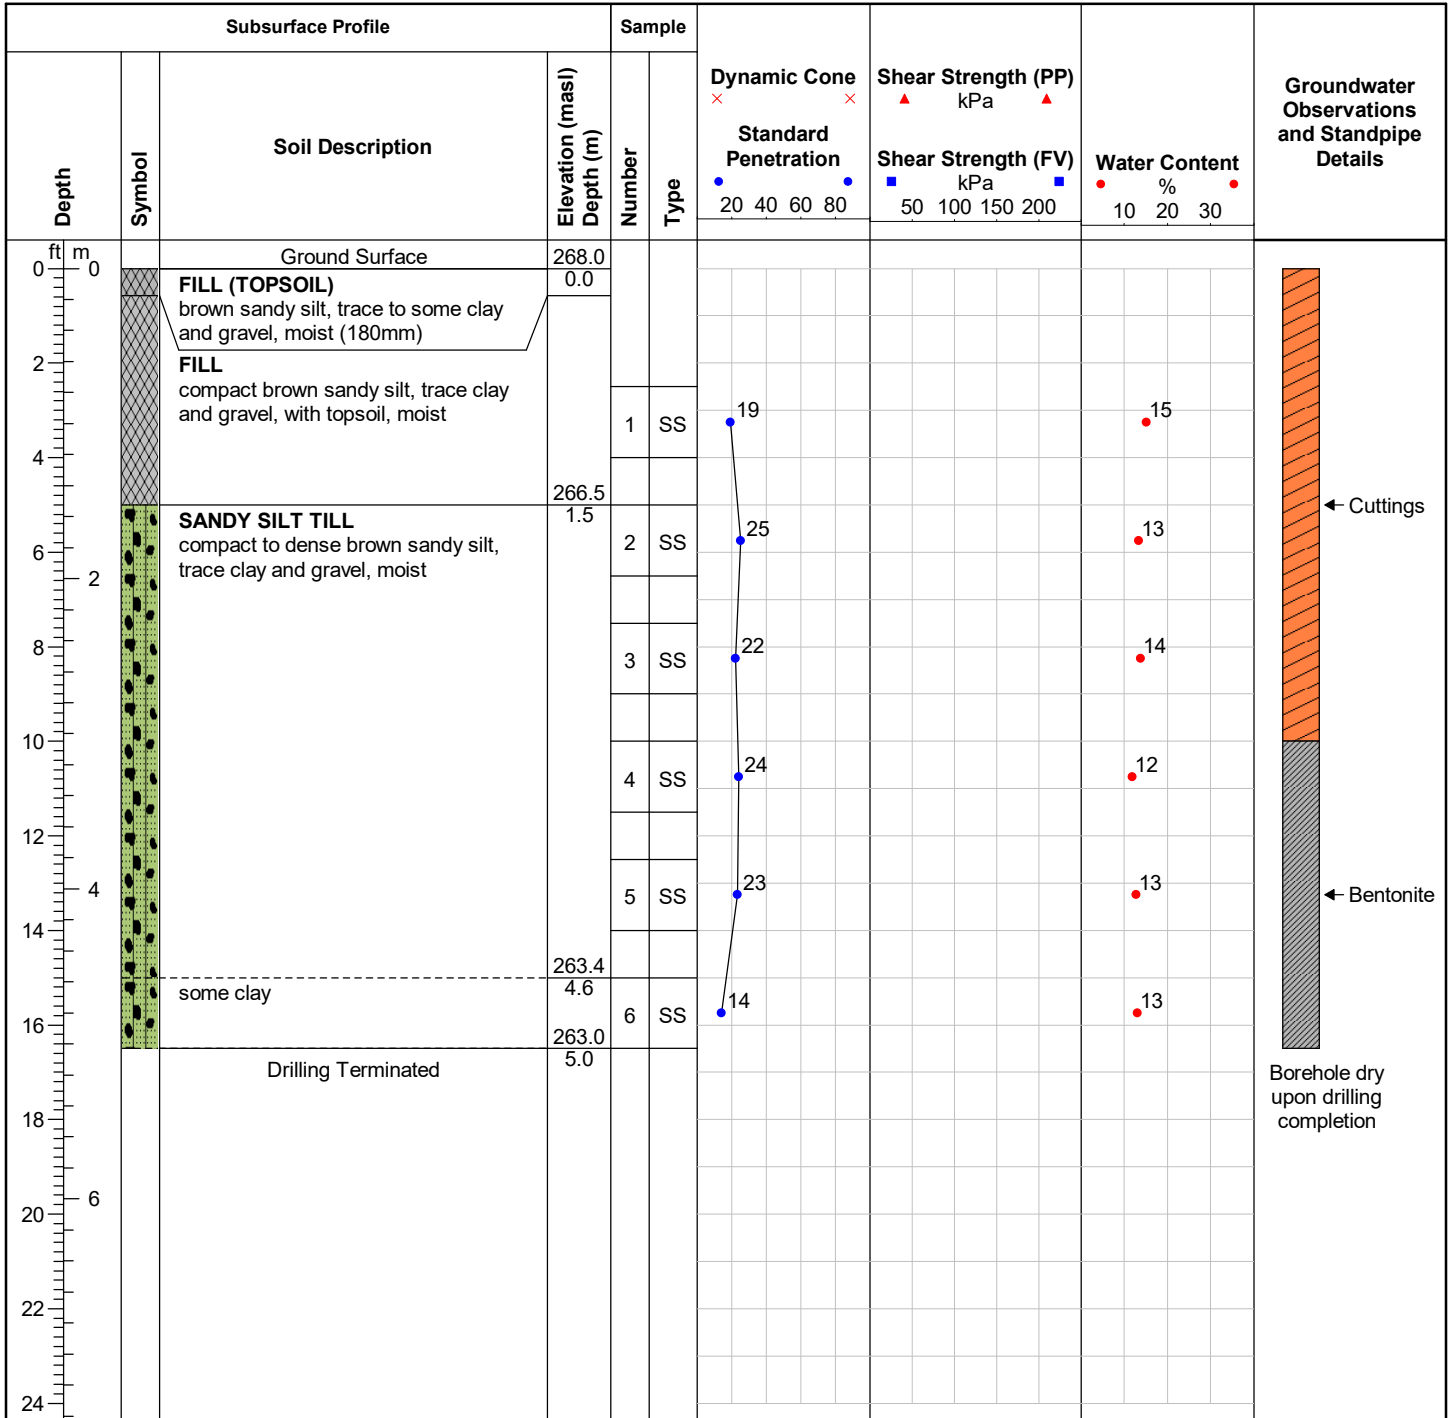 Subsurface Profile
Sample
Depth
Symbol
Soil Description
Elevation (masl)
Depth (m)
Number
Type
Dynamic Cone
Standard
Penetration
20 40 60 80
Shear Strength (PP)
kPa
Shear Strength (FV)
kPa
50 100 150 200
Water Content
%
10 20 30
Groundwater
Observations
and Standpipe
Details
ft m
Ground Surface
268.0
0 0
0.0
FILL (TOPSOIL)
brown sandy silt, trace to some clay
and gravel, moist (180mm)
2
FILL
compact brown sandy silt, trace clay
and gravel, with topsoil, moist
1 SS
19
15
4
266.5
1.5
SANDY SILT TILL
compact to dense brown sandy silt,
trace clay and gravel, moist
Cuttings
2 SS
25
13
6
2
8
3 SS
22
14
10
4 SS
24
12
12
4
5 SS
23
13
Bentonite
14
263.4
4.6
some clay
6 SS
14
13
16
263.0
5.0
Drilling Terminated
Borehole dry
upon drilling
completion
18
6
20
22
24